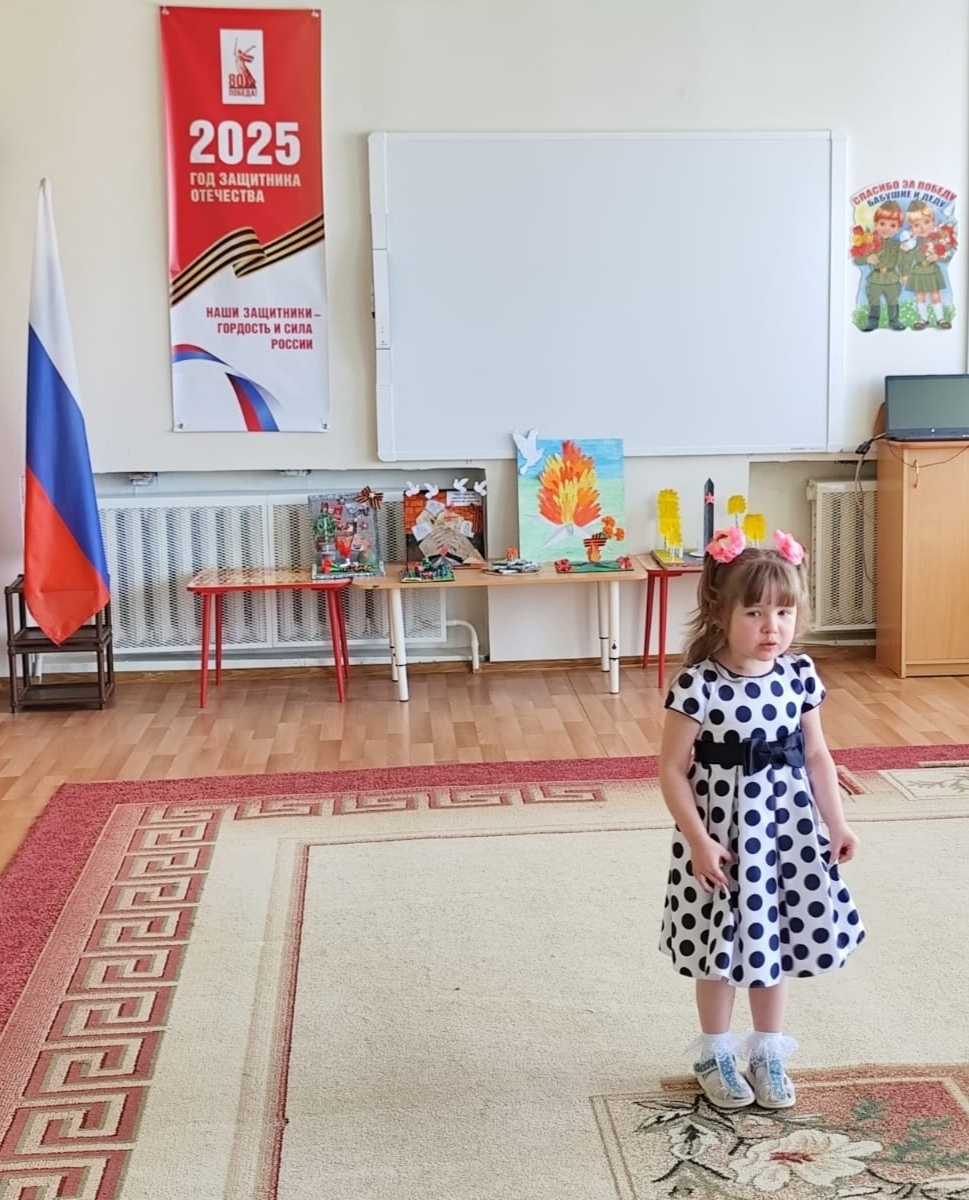 80
ПОБЕДА!
2025
ГОД ЗАЩИТНИКА
ОТЕЧЕСТВА
НАШИ ЗАЩИТНИКИ –
ГОРДОСТЬ И СИЛА
РОССИИ
СПАСИБО ЗА ПОБЕДУ
БАБУШКЕ И ДЕДУ!